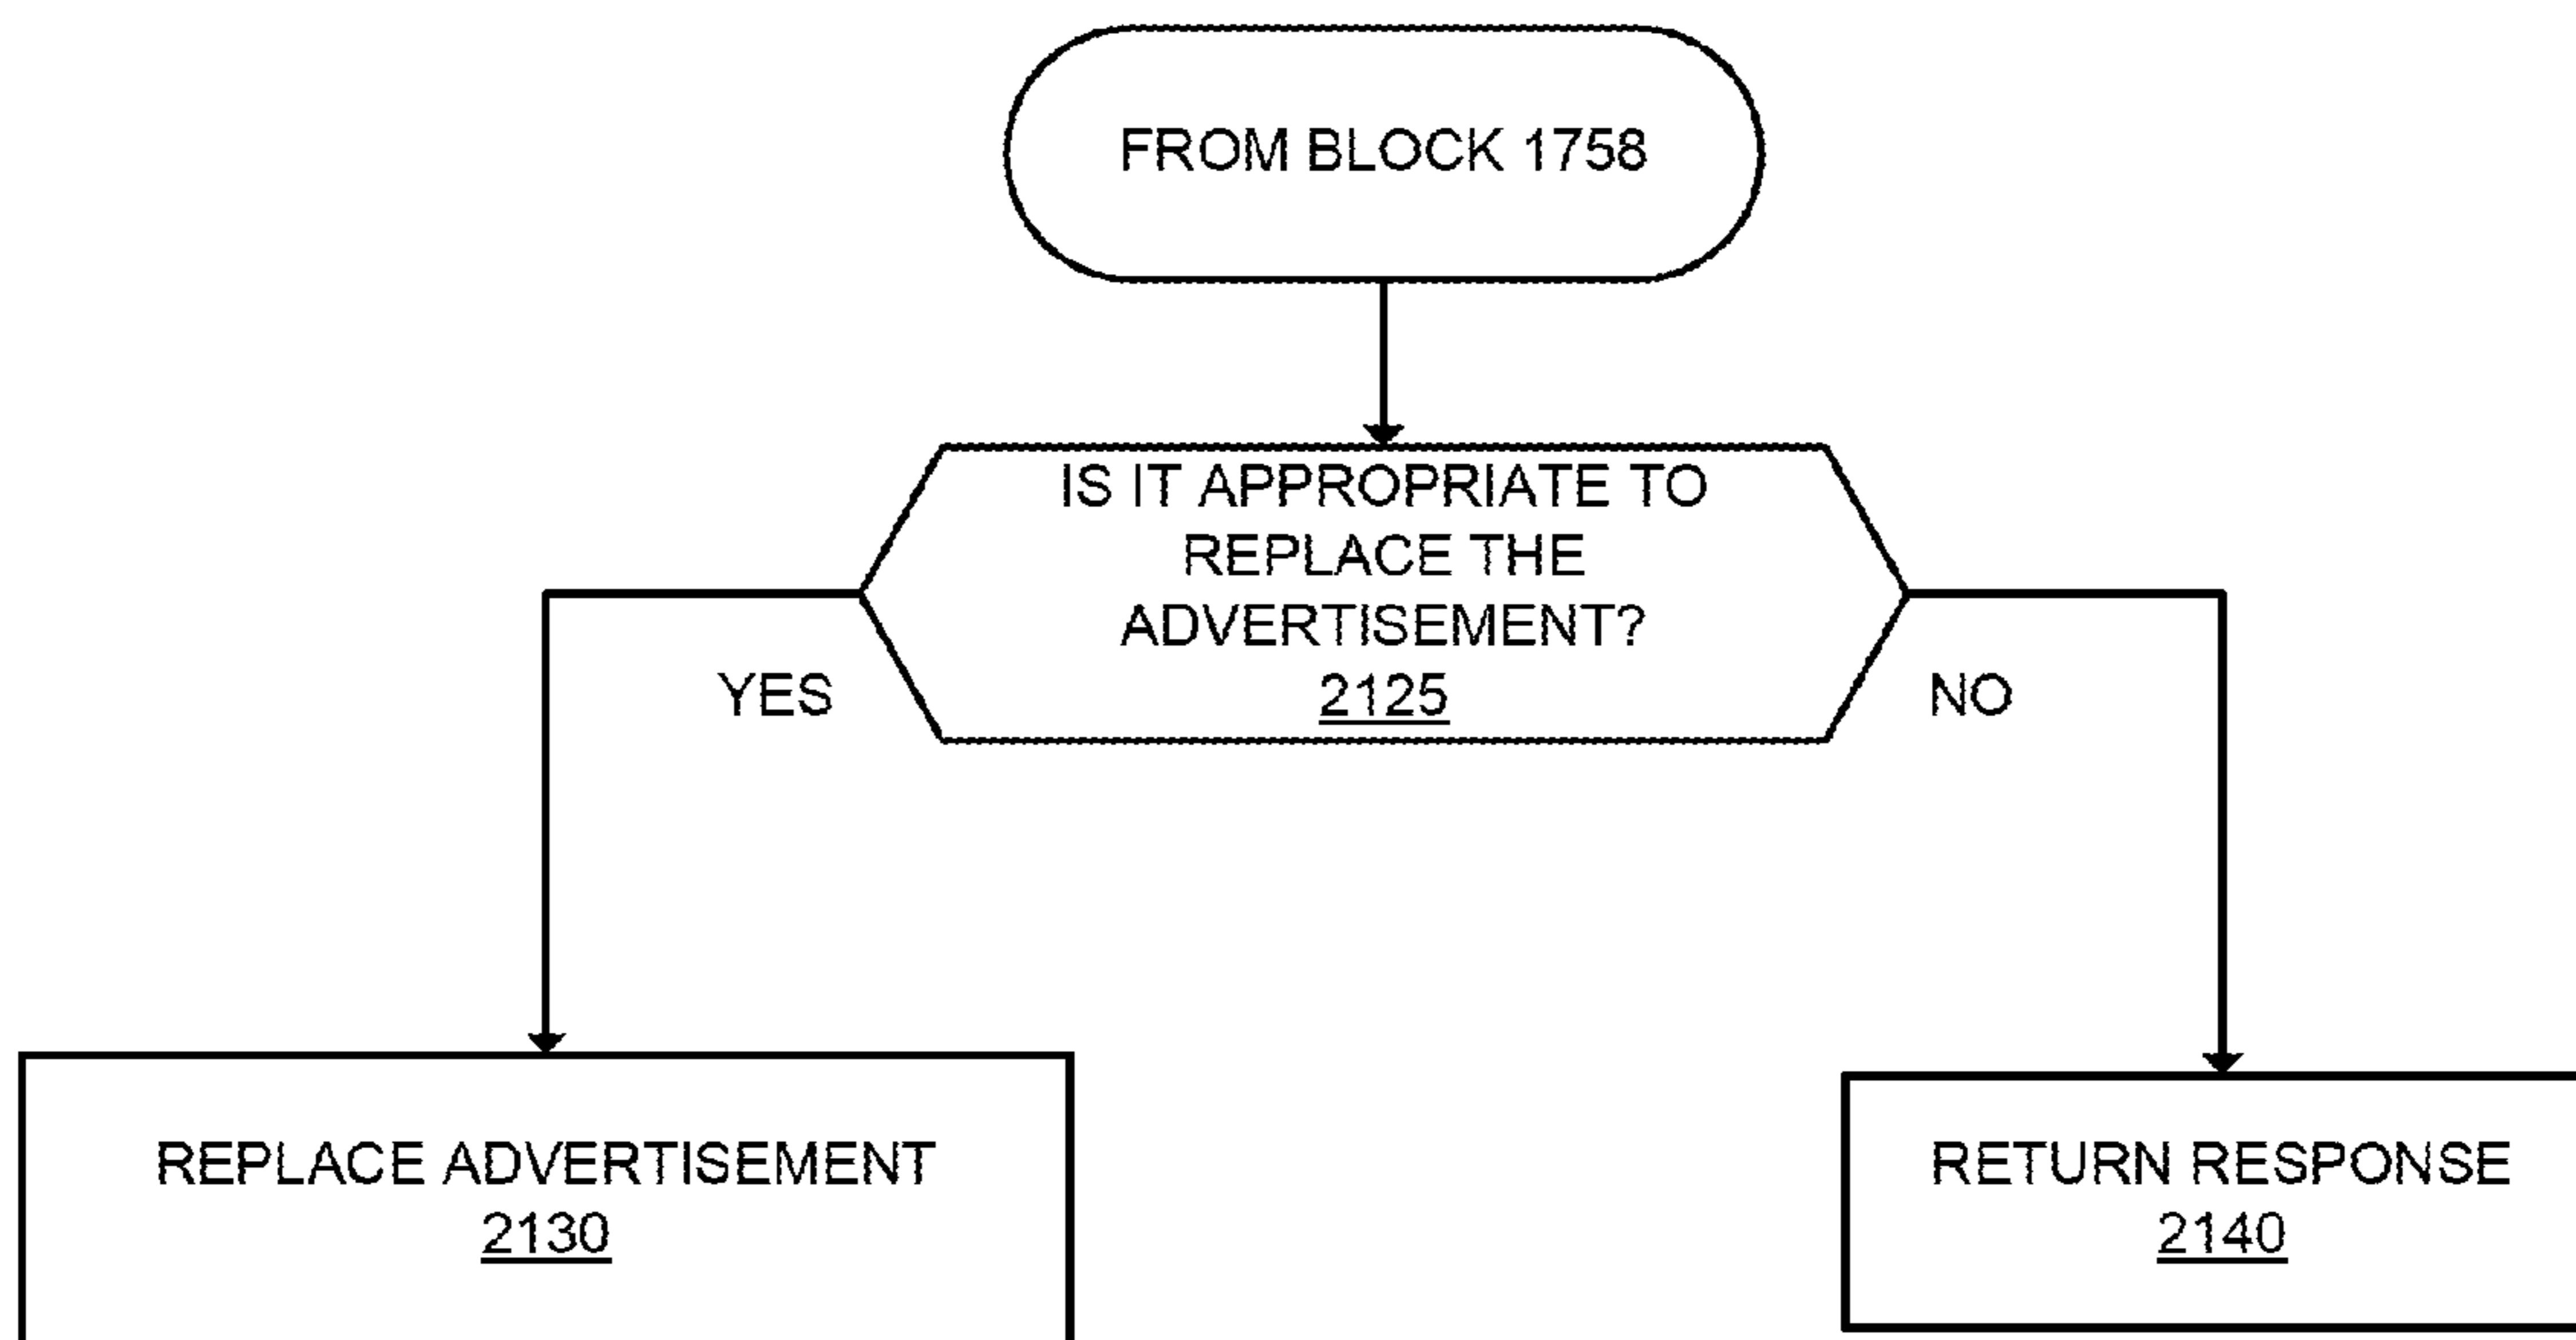 FROM BLOCK 1758
IS IT APPROPRIATE TO
REPLACE THE
ADVERTISEMENT?
2125
YES
NO
REPLACE ADVERTISEMENT
2130
RETURN RESPONSE
2140